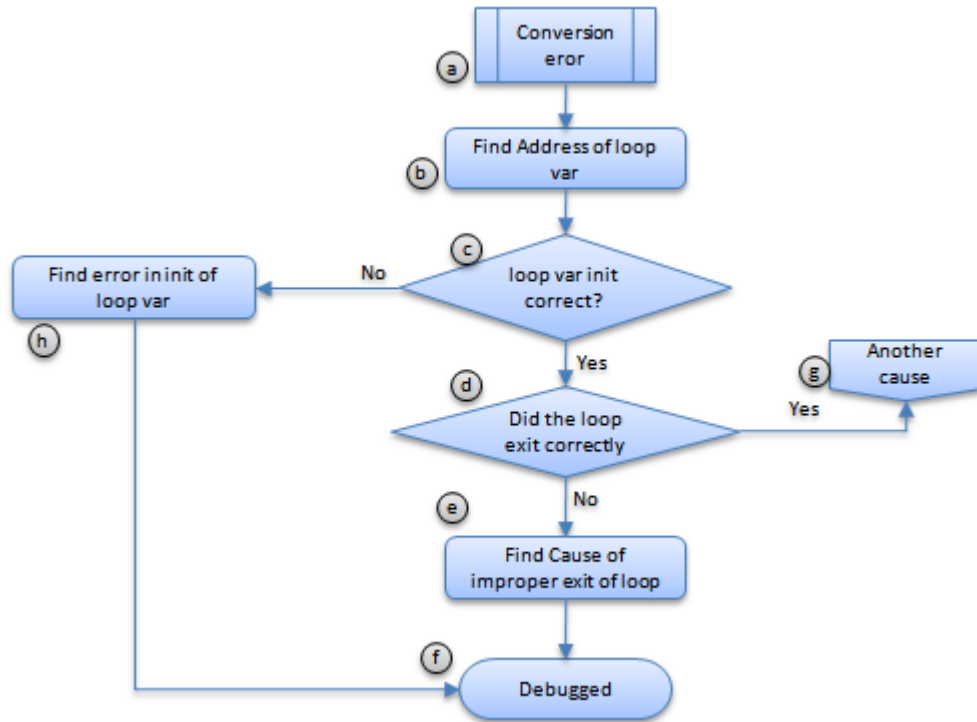 Conversion
eror
a
Find Address of loop
var
b
c
loop var init
correct?
No
Find error in init of
loop var
h
Yes
d
Did the loop
exit correctly
Yes
Another
cause
g
No
e
Find Cause of
improper exit of loop
f
Debugged